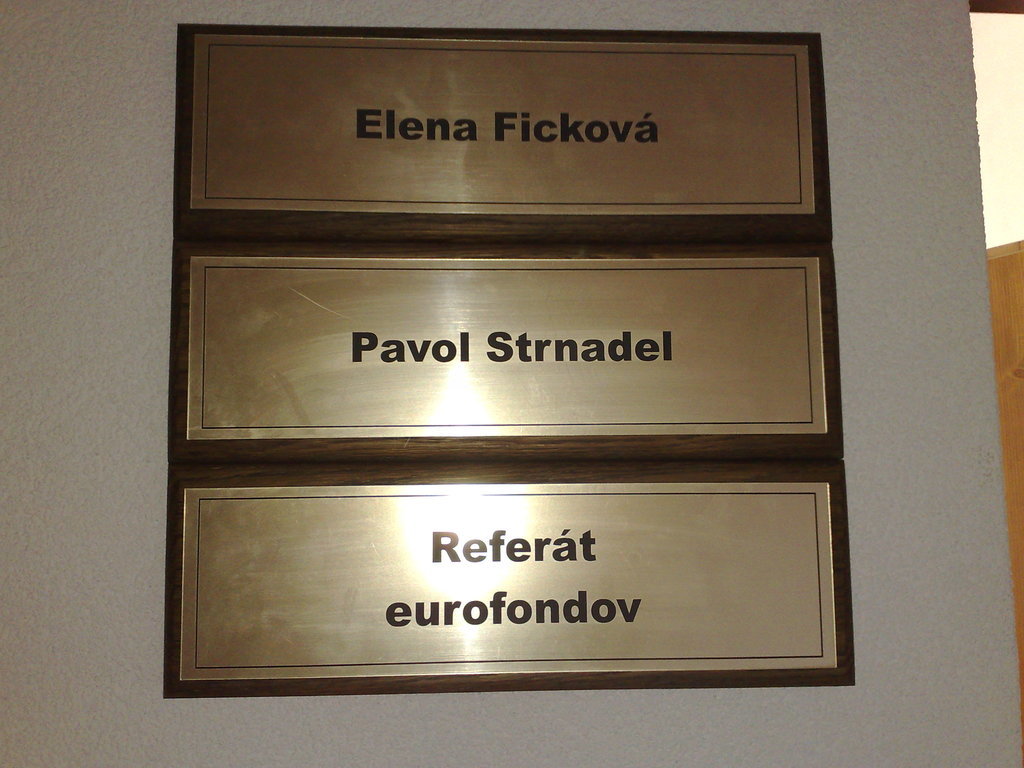 Elena Ficková
Pavol Strnadel
Referát
eurofondov